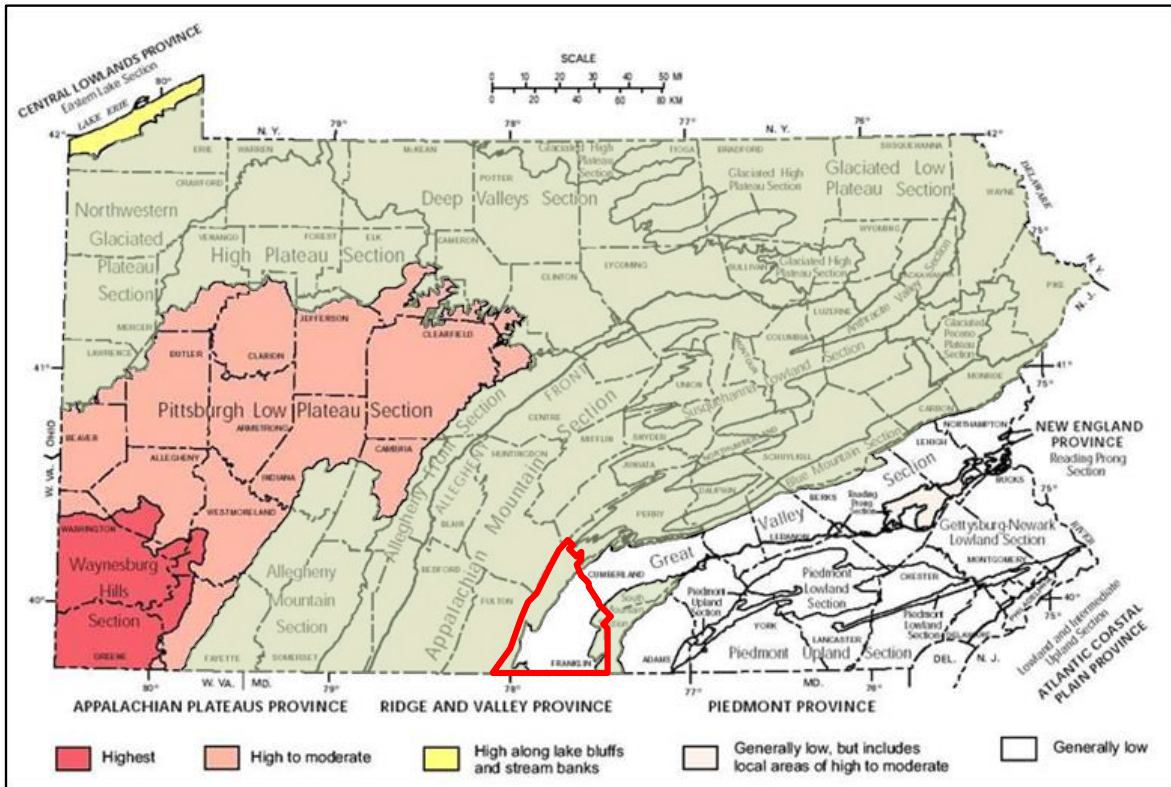 CENTRAL LOWLANDS PROVINCE
Eastern Lake Section
LAKE ERIE
80°
SCALE
0 10 20 30 40 50 MI
0 20 40 60 80 KM
42°
N. Y.
79°
78°
77°
N. Y.
76°
42°
ERIE
WARREN
McKEAN
POTTER
Glaciated High
Plateau
Section
TIOGA
BRADFORD
SUSQUEHANNA
CRAWFORD
Deep Valleys Section
Glaciated High
Plateau Section
Glaciated Low
Plateau Section
WAYNE
DELAWARE
75°
Northwestern
Glaciated
Plateau
Section
VENANGO
FOREST
ELK
High Plateau Section
CAMERON
CLINTON
LYCOMING
SULLIVAN
WYOMING
Glaciated High
Plateau Section
N. Y.
N. J.
PIKE
MERCER
JEFFERSON
CLEARFIELD
LUZERNE
Anthracite Valley Section
COLUMBIA
Glaciated
Pocono
Plateau
Section
LAWRENCE
BUTLER
CLARION
41°
41°
MONROE
75°
Pittsburgh Low Plateau Section
ARMSTRONG
CENTRE
UNION
Susquehanna Lowland Section
CARBON
BEAVER
ALLEGHENY
INDIANA
CAMBRIA
Allegheny Front Section
ALLEGHENY FRONT
HUNTINGDON
MIFFLIN
SNYDER
NORTHUMBERLAND
SCHUYLKILL
NORTHAMPTON
LEHIGH
NEW ENGLAND
PROVINCE
Reading Prong
Section
W. VA.
OHIO
WESTMORELAND
BLAIR
Appalachian Mountain Section
JUNIATA
DAUPHIN
Blue Mountain Section
BERKS
Reading
Prong
Section
BUCKS
75°
WASHINGTON
PERRY
Great Valley Section
LEBANON
Gettysburg-Newark
Lowland Section
RIVER
Waynesburg
Hills
Section
BEDFORD
CUMBERLAND
MONTGOMERY
40°
Allegheny
Mountain
Section
FULTON
South
Mountain
Section
Piedmont
Upland
Section
Piedmont
Lowland
Section
CHESTER
PHILADELPHIA
40°
75°
YORK
Piedmont
Lowland
Section
DELAWARE
Lowland and Intermediate
Upland Section
GREENE
FAYETTE
SOMERSET
FRANKLIN
ADAMS
LANCASTER
Piedmont Upland Section
DEL.
N. J.
ATLANTIC COASTAL
PLAIN PROVINCE
80°
W. VA.
MD.
79°
78°
77°
MD.
76°
APPALACHIAN PLATEAUS PROVINCE
RIDGE AND VALLEY PROVINCE
PIEDMONT PROVINCE
Highest
High to moderate
High along lake bluffs
and stream banks
Generally low, but includes
local areas of high to moderate
Generally low